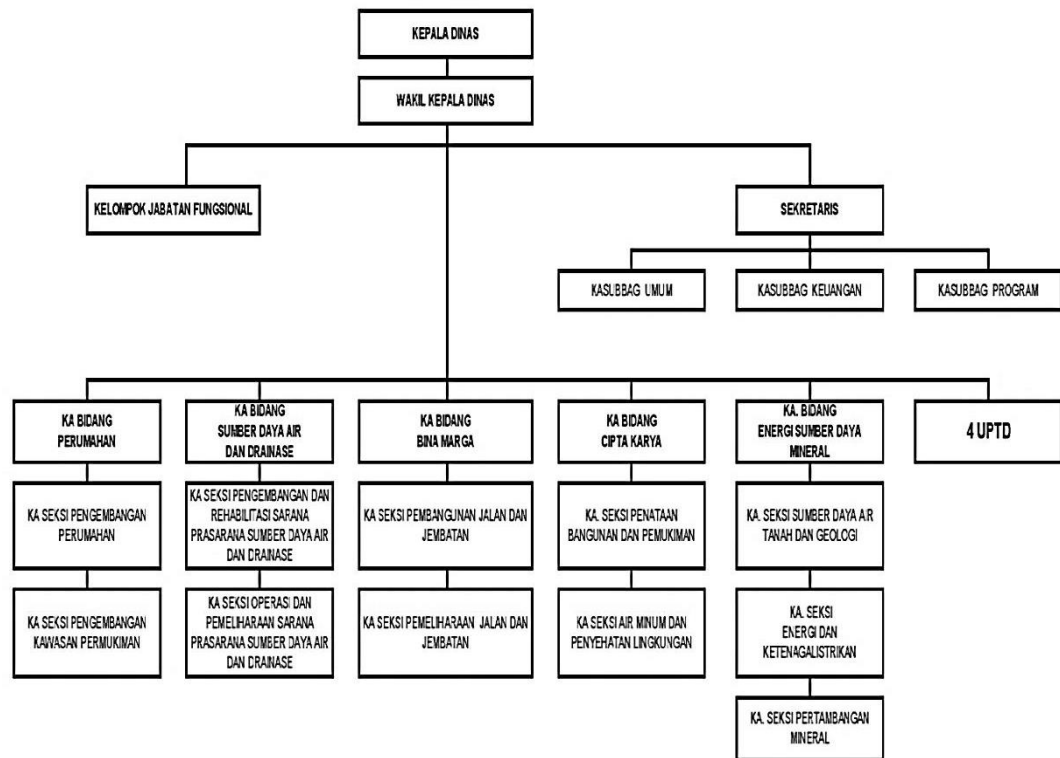 KEPALA DINAS
WAKIL KEPALA DINAS
KELOMPOK JABATAN FUNGSIONAL
SEKRETARIS
KASUBBAG UMUM
KASUBBAG KEUANGAN
KASUBBAG PROGRAM
KA BIDANG
PERUMAHAN
KA BIDANG
SUMBER DAYA AIR
DAN DRAINASE
KA BIDANG
BINA MARGA
KA BIDANG
CIPTA KARYA
KA. BIDANG
ENERGI SUMBER DAYA
MINERAL
4 UPTD
KA SEKSI PENGEMBANGAN
PERUMAHAN
KA SEKSI PENGEMBANGAN DAN
REHABILITASI SARANA
PRASARANA SUMBER DAYA AIR
DAN DRAINASE
KA SEKSI PEMBANGUNAN JALAN DAN
JEMBATAN
KA. SEKSI PENATAAN
BANGUNAN DAN PEMUKIMAN
KA. SEKSI SUMBER DAYA AIR
TANAH DAN GEOLOGI
KA SEKSI PENGEMBANGAN
KAWASAN PERMUKIMAN
KA SEKSI OPERASI DAN
PEMELIHARAAN SARANA
PRASARANA SUMBER DAYA AIR
DAN DRAINASE
KA SEKSI PEMELIHARAAN JALAN DAN
JEMBATAN
KA SEKSI AIR MINUM DAN
PENYEHATAN LINGKUNGAN
KA. SEKSI
ENERGI DAN
KETENAGALISTRIKAN
KA. SEKSI PERTAMBANGAN
MINERAL